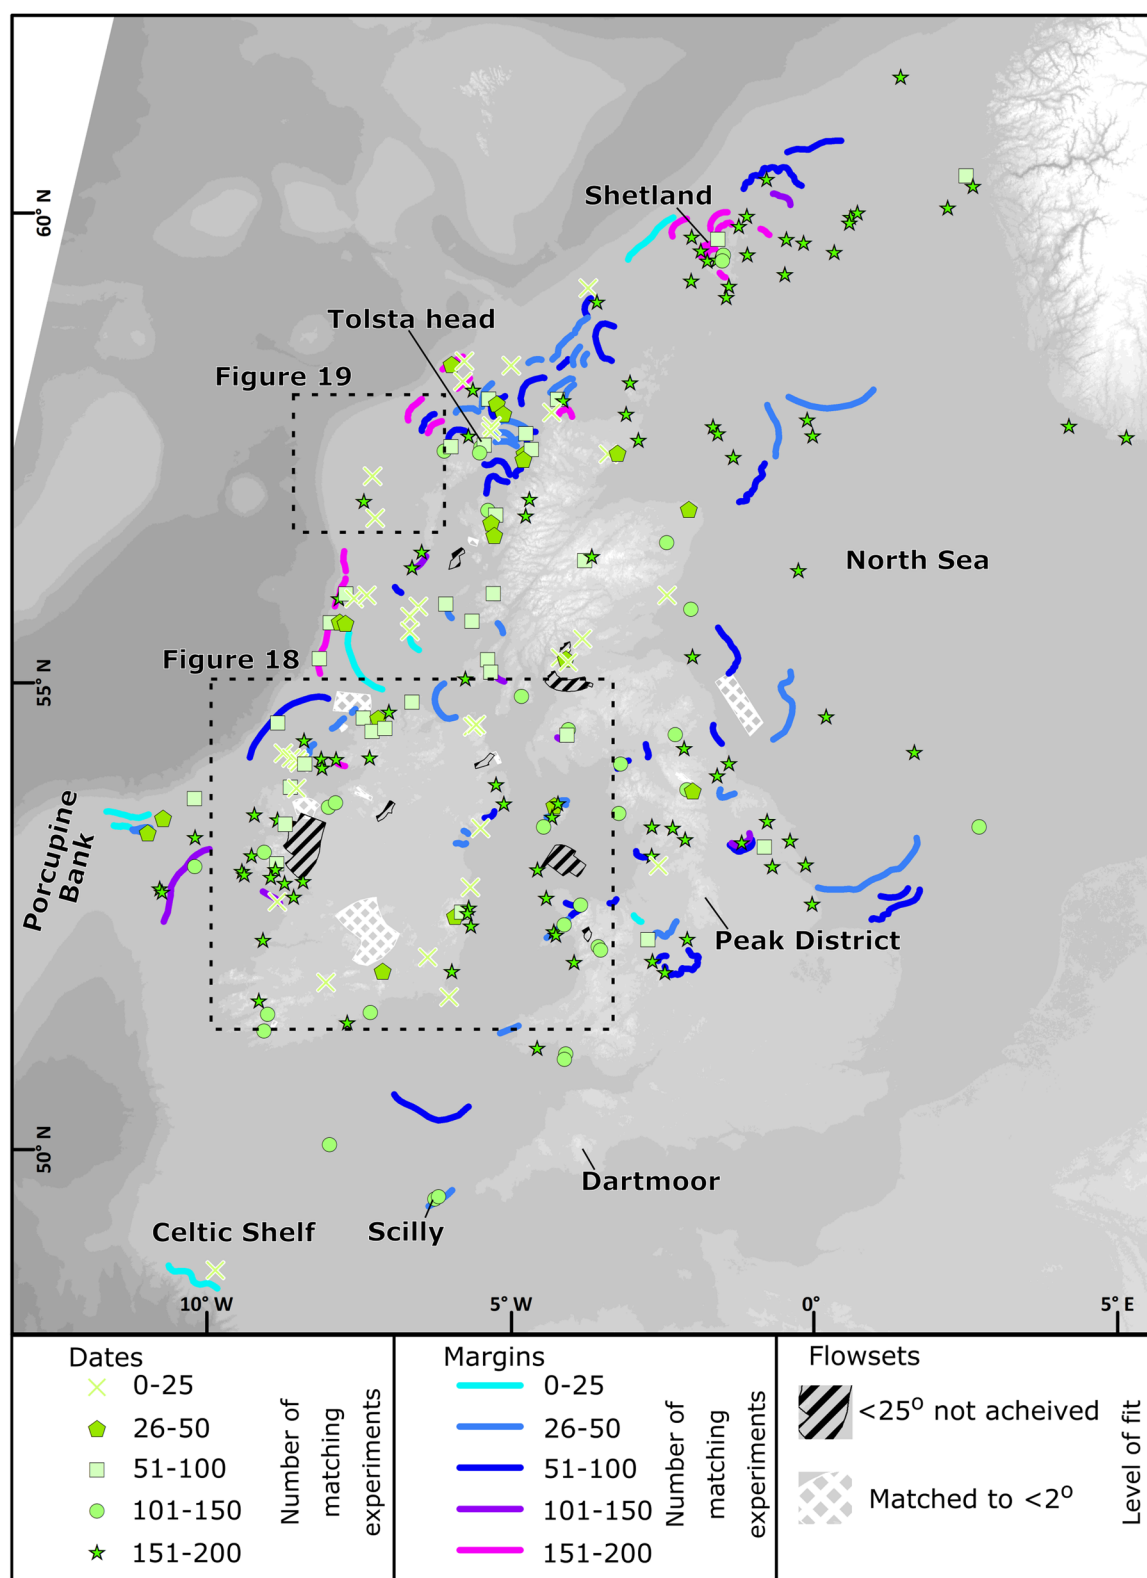 60° N
Shetland
Tolsta head
Figure 19
North Sea
Figure 18
55° N
Porcupine
Bank
Peak District
50° N
Dartmoor
Scilly
Celtic Shelf
10° W
5° W
0°
5° E
Dates
0-25
26-50
51-100
101-150
151-200
Number of
matching
experiments
Margins
0-25
26-50
51-100
101-150
151-200
Number of
matching
experiments
Flowsets
<25° not acheived
Matched to <2°
Level of fit